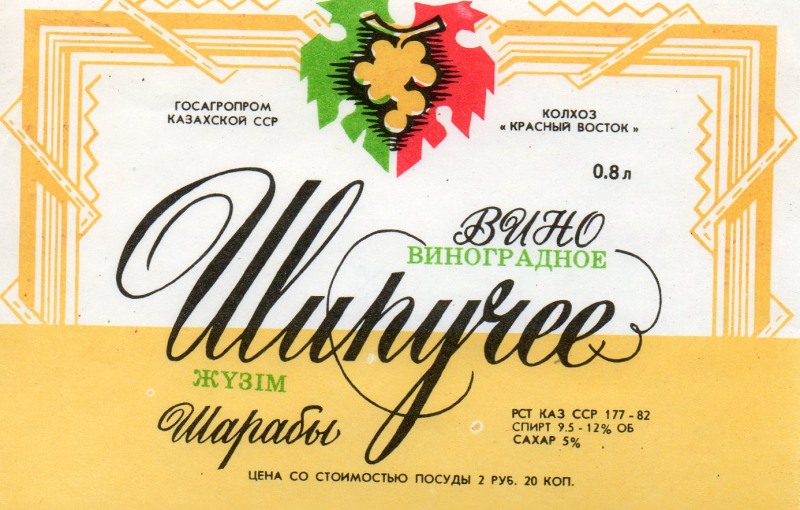 ГОСАГРОПРОМ
КАЗАХСКОЙ ССР
КОЛХОЗ
« КРАСНЫЙ ВОСТОК »
0.8 л
ВИНО
ВИНОГРАДНОЕ
Шипучее
ЖҮЗІМ
Шарабы
РСТ КАЗ ССР 177 - 82
СПИРТ 9.5 - 12% ОБ
САХАР 5%
ЦЕНА СО СТОИМОСТЬЮ ПОСУДЫ 2 РУБ. 20 КОП.